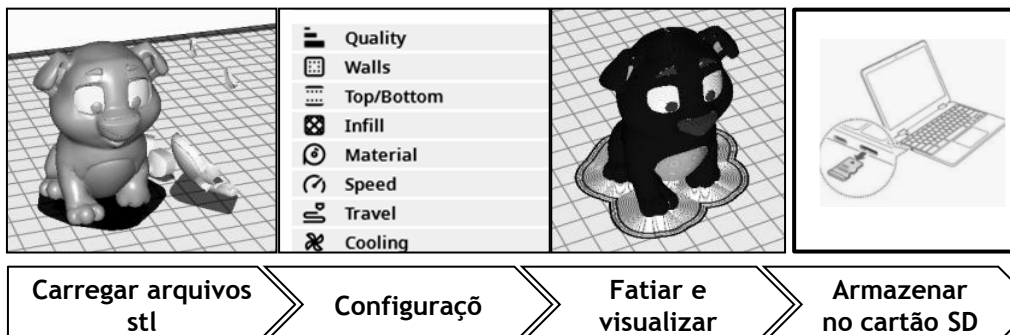 Quality
Walls
Top/Bottom
Infill
Material
Speed
Travel
Cooling
Carregar arquivos
stl
Configuraçõ
Fatiar e
visualizar
Armazenar
no cartão SD